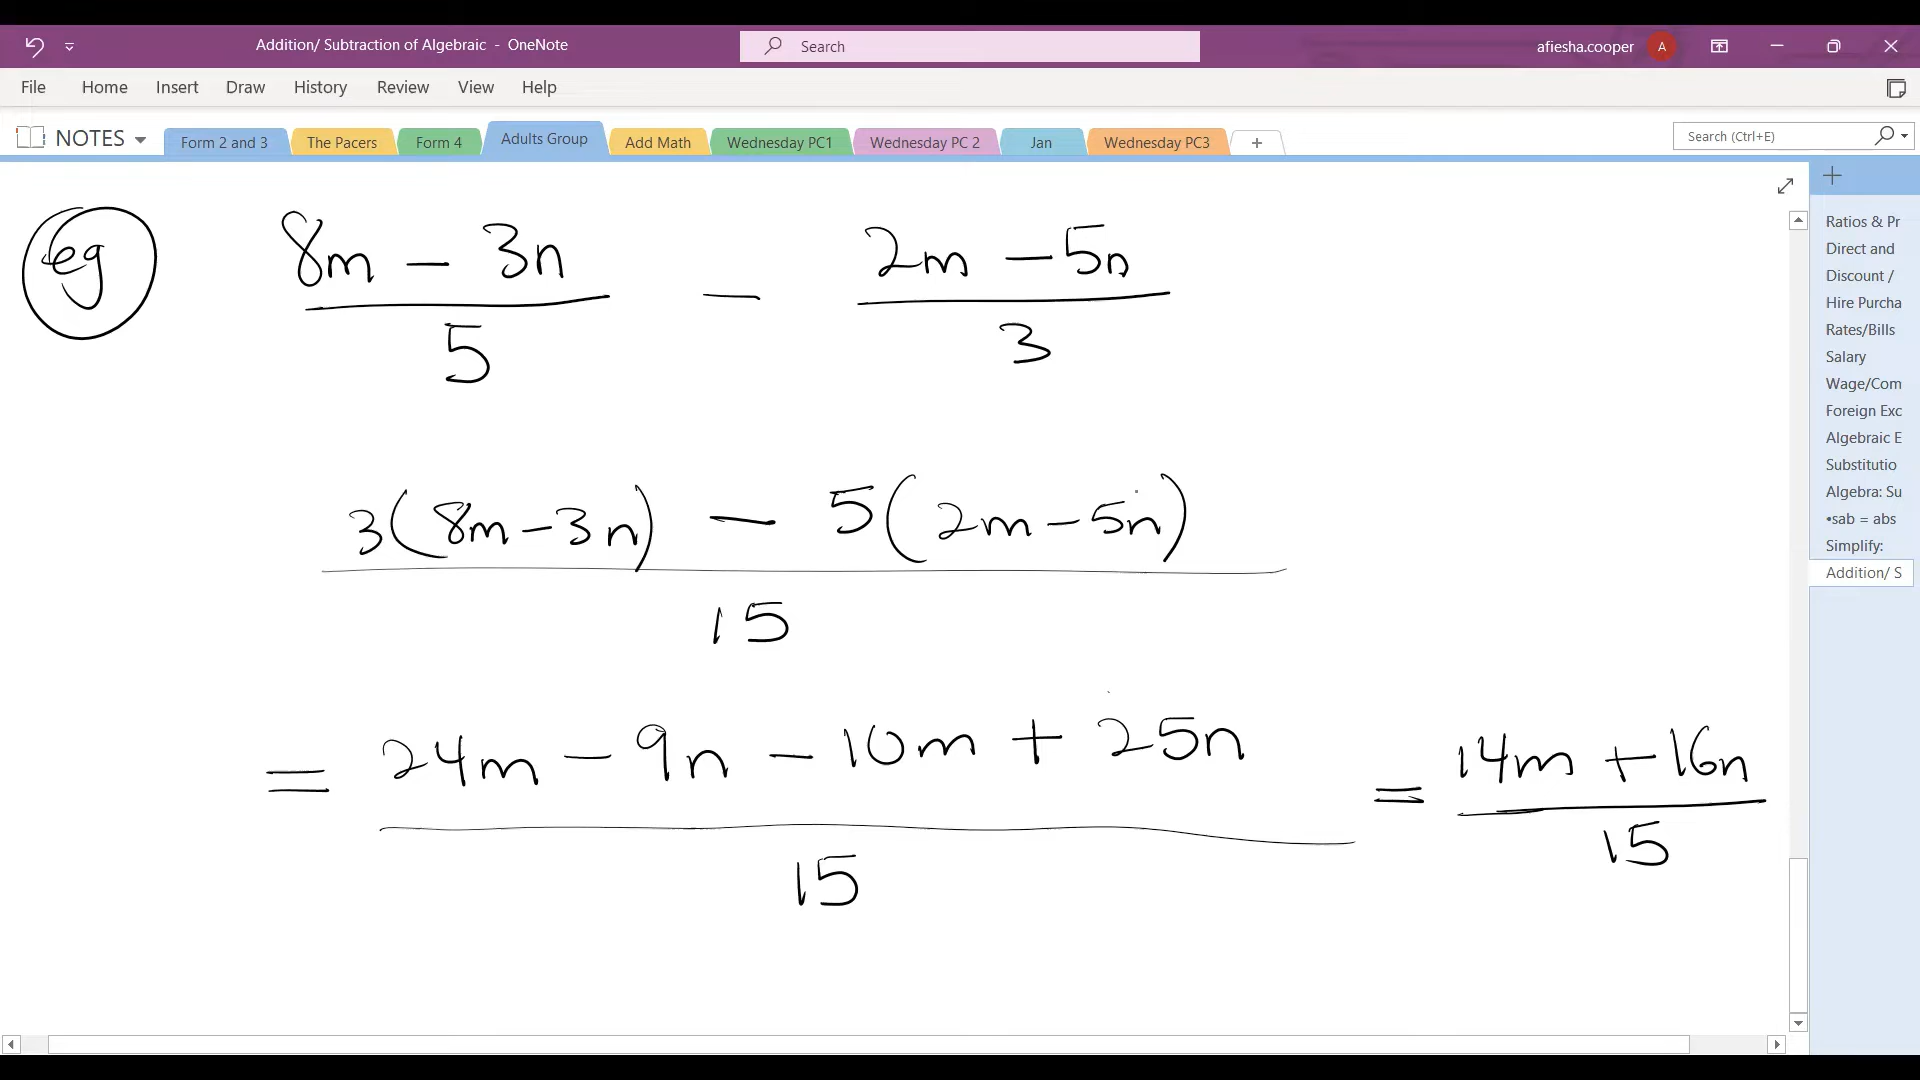 Addition/ Subtraction of Algebraic - OneNote
Search
afiesha.cooper
A
File Home Insert Draw History Review View Help
NOTES
Form 2 and 3
The Pacers
Form 4
Adults Group
Add Math
Wednesday PC1
Wednesday PC 2
Jan
Wednesday PC3
+
Search (Ctrl+E)
Ratios & Pr
Direct and
Discount /
Hire Purcha
Rates/Bills
Salary
Wage/Com
Foreign Exc
Algebraic E
Substitutio
Algebra: Su
•sab = abs
Simplify:
Addition/ S
eg
8m - 3n - 2m - 5n
5 3
3(8m - 3n) - 5(2m - 5n)
15
= 24m - 9n - 10m + 25n = 14m + 16n
15 15